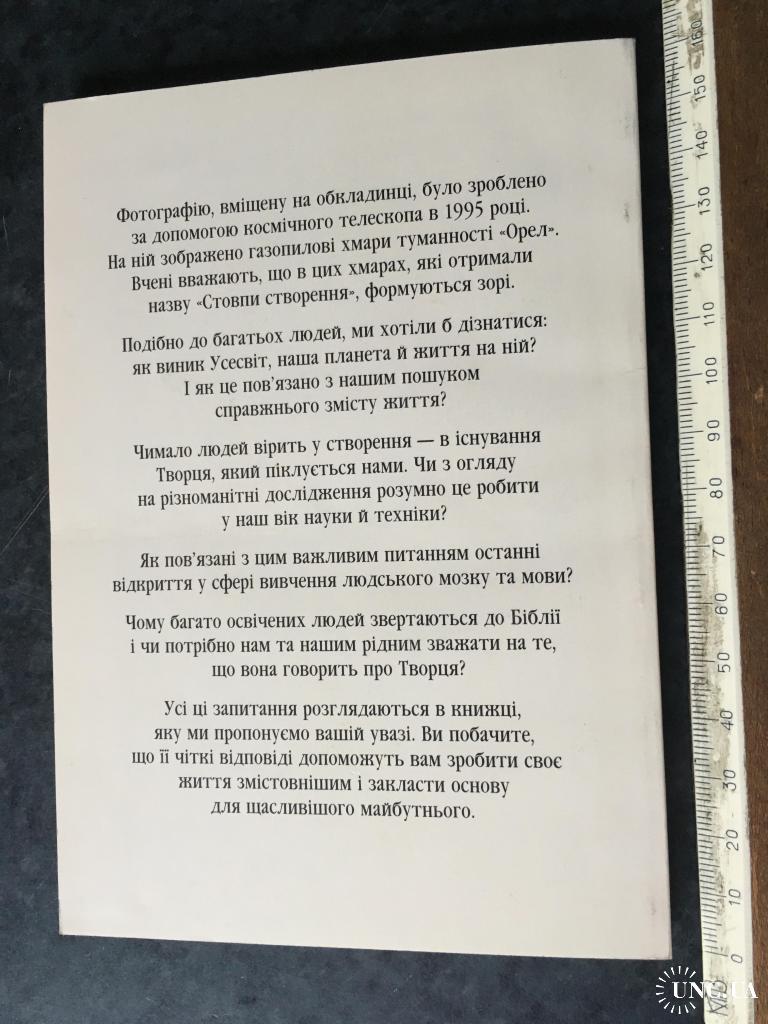 Фотографію, вміщену на обкладинці, було зроблено
за допомогою космічного телескопа в 1995 році.
На ній зображено газопилові хмари туманності «Орел».
Вчені вважають, що в цих хмарах, які отримали
назву «Стовпи створення», формуються зорі.
Подібно до багатьох людей, ми хотіли б дізнатися:
як виник Усесвіт, наша планета й життя на ній?
І як це пов’язано з нашим пошуком
справжнього змісту життя?
Чимало людей вірить у створення — в існування
Творця, який піклується нами. Чи з огляду
на різноманітні дослідження розумно це робити
у наш вік науки й техніки?
Як пов’язані з цим важливим питанням останні
відкриття у сфері вивчення людського мозку та мови?
Чому багато освічених людей звертаються до Біблії
і чи потрібно нам та нашим рідним зважати на те,
що вона говорить про Творця?
Усі ці запитання розглядаються в книжці,
яку ми пропонуємо вашій увазі. Ви побачите,
що її чіткі відповіді допоможуть вам зробити своє
життя змістовнішим і закласти основу
для щасливішого майбутнього.
160
150
140
130
120
110
100
90
80
70
60
50
40
30
20
10
0
UNC.UA